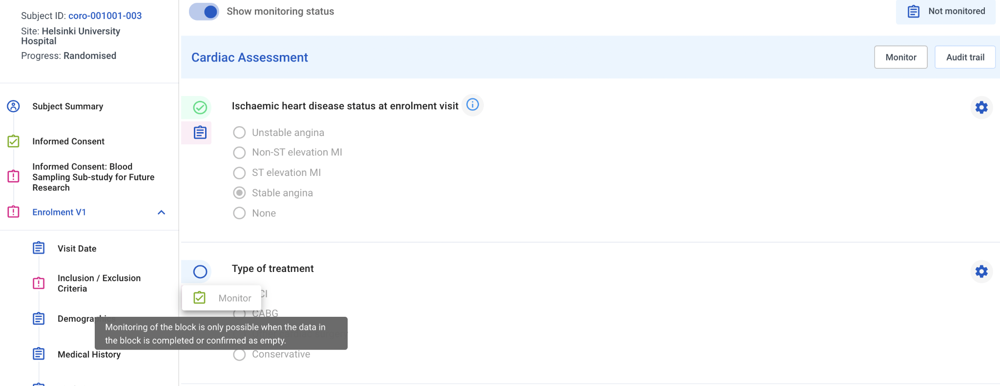 Subject ID: coro-001001-003
Site: Helsinki University
Hospital
Progress: Randomised
Subject Summary
Informed Consent
Informed Consent: Blood
Sampling Sub-study for Future
Research
Enrolment V1
Visit Date
Inclusion / Exclusion
Criteria
Demographics
Medical History
Show monitoring status
Not monitored
Cardiac Assessment
Monitor
Audit trail
Ischaemic heart disease status at enrolment visit
Unstable angina
Non-ST elevation MI
ST elevation MI
Stable angina
None
Type of treatment
CI
Monitor
CABG
Monitoring of the block is only possible when the data in
the block is completed or confirmed as empty.
Conservative